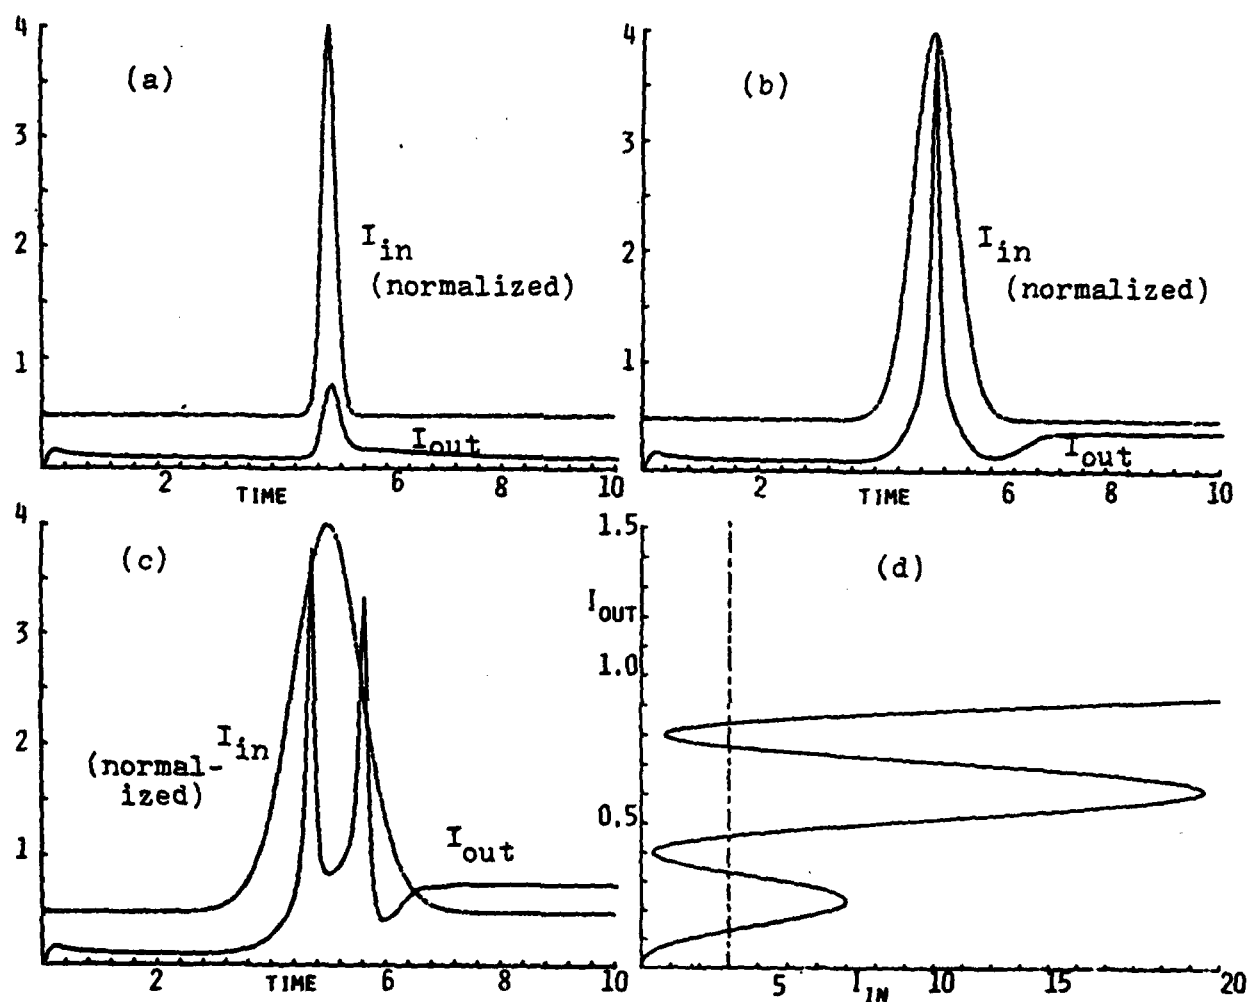 4
3
2
1
(a)
I_in
(normalized)
I_out
2
TIME
6
8
10
4
3
2
1
(b)
I_in
(normalized)
I_out
2
TIME
6
8
10
4
3
2
1
(c)
I_in
(normal-
ized)
I_out
2
TIME
6
8
10
1.5
I_OUT
1.0
0.5
(d)
5
I_IN
10
15
20